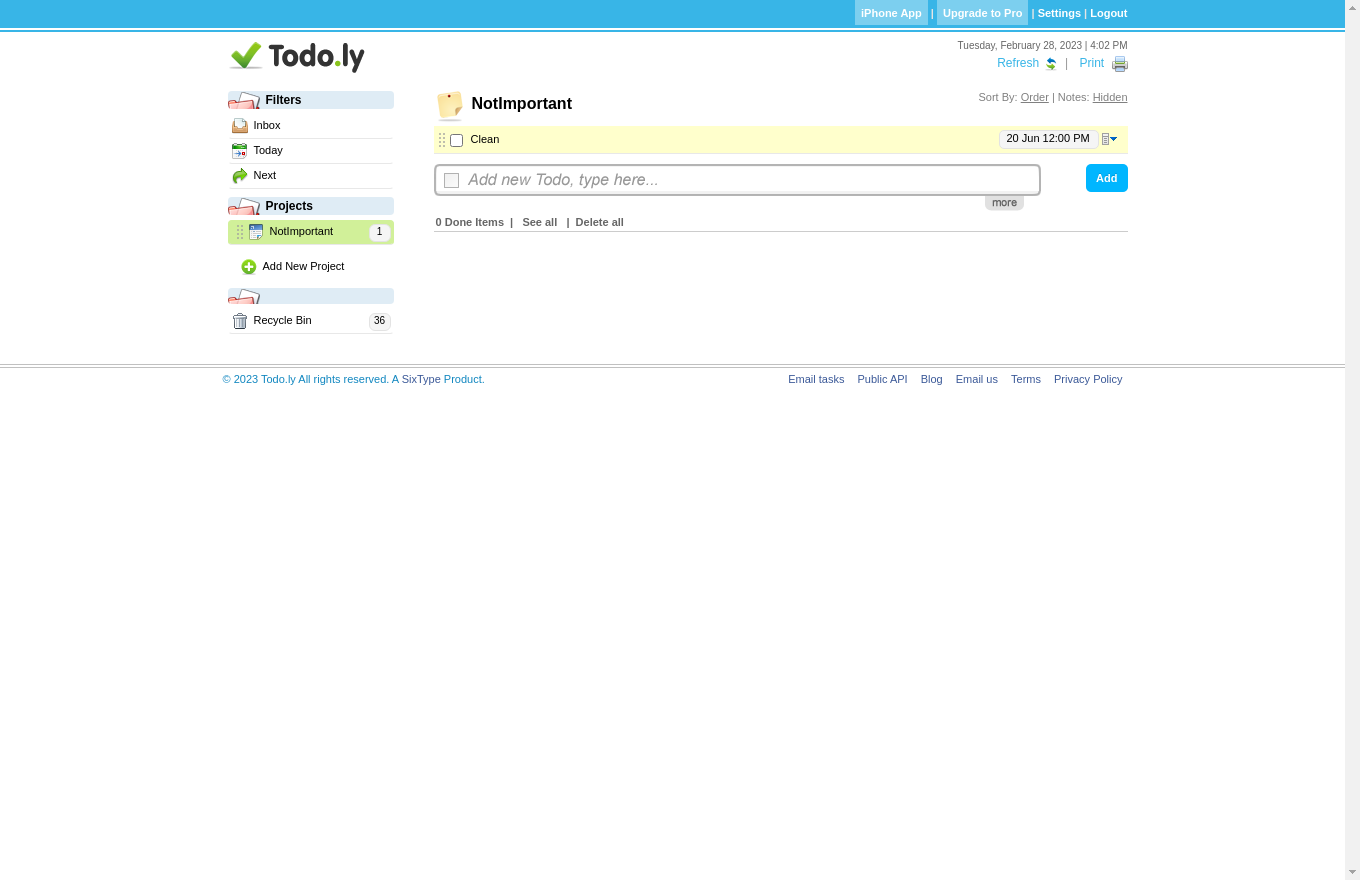 iPhone App | Upgrade to Pro | Settings | Logout
Todo.ly
Tuesday, February 28, 2023 | 4:02 PM
Refresh | Print
Filters
Inbox
Today
Next
Projects
NotImportant 1
Add New Project
Recycle Bin 36
NotImportant
Sort By: Order | Notes: Hidden
Clean 20 Jun 12:00 PM
Add new Todo, type here... Add
more
0 Done Items | See all | Delete all
© 2023 Todo.ly All rights reserved. A SixType Product. Email tasks Public API Blog Email us Terms Privacy Policy